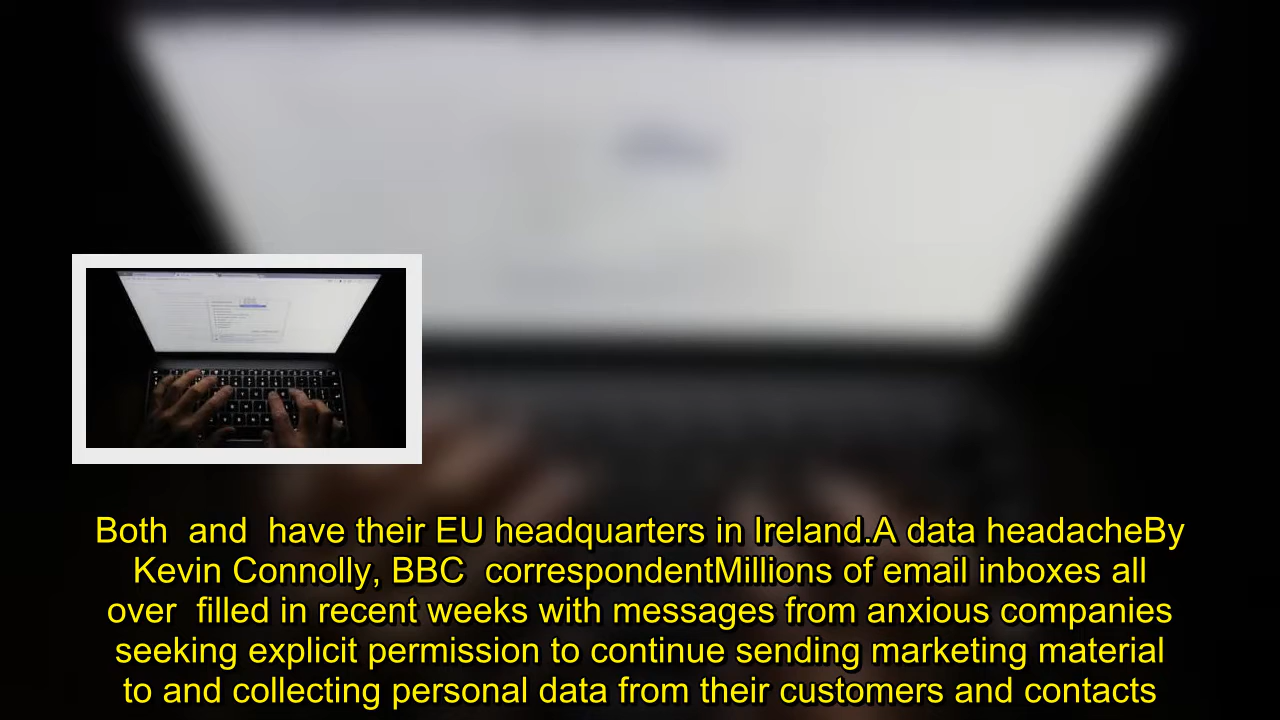 Both  and  have their EU headquarters in Ireland.A data headacheBy
Kevin Connolly, BBC  correspondentMillions of email inboxes all
over  filled in recent weeks with messages from anxious companies
seeking explicit permission to continue sending marketing material
to and collecting personal data from their customers and contacts